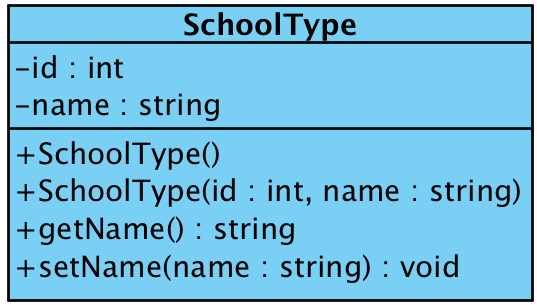 SchoolType
-id : int
-name : string
+SchoolType()
+SchoolType(id : int, name : string)
+getName() : string
+setName(name : string) : void